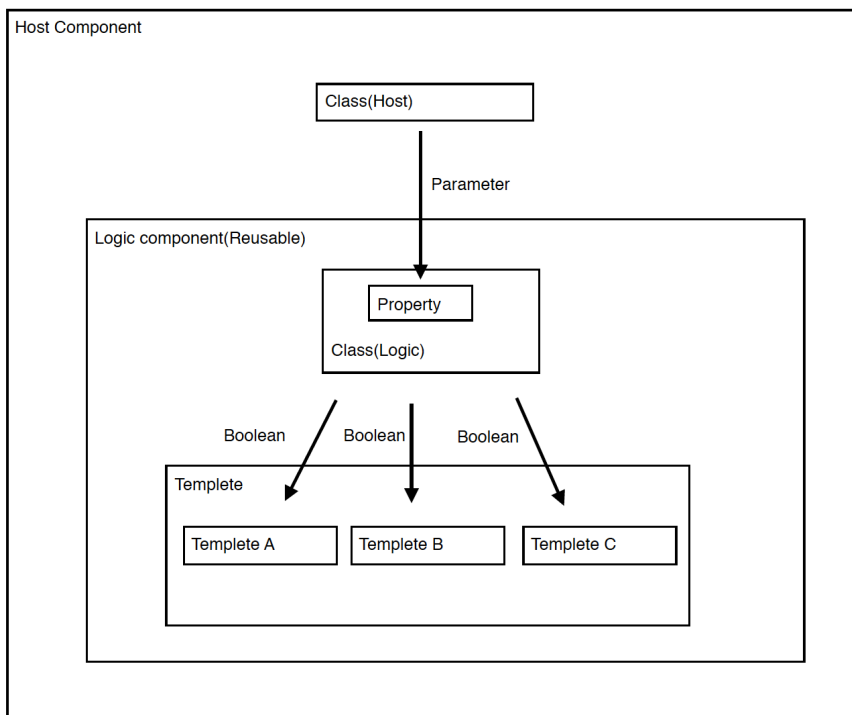 Host Component
Class(Host)
Parameter
Logic component(Reusable)
Property
Class(Logic)
Boolean
Boolean
Boolean
Templete
Templete A
Templete B
Templete C